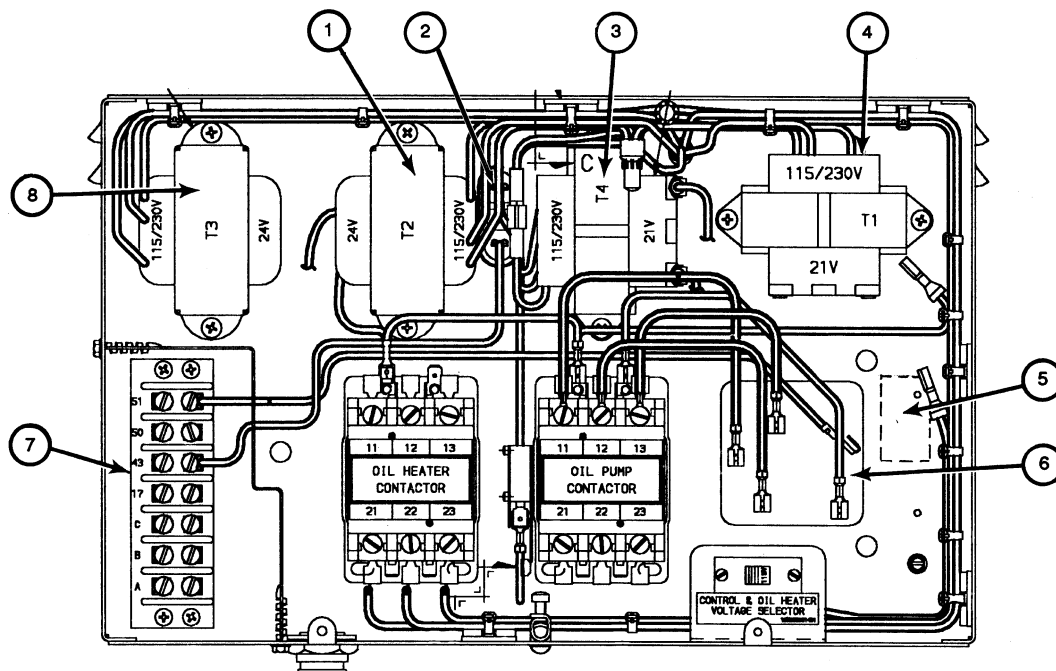 1
2
3
4
8
C
115/230V
T3
24V
24V
T2
115/230V
115/230V
T4
21V
115/230V
T1
21V
5
7
51
50
43
17
C
B
A
11 12 13
OIL HEATER
CONTACTOR
21 22 23
11 12 13
OIL PUMP
CONTACTOR
21 22 23
6
CONTROL & OIL HEATER
VOLTAGE SELECTOR